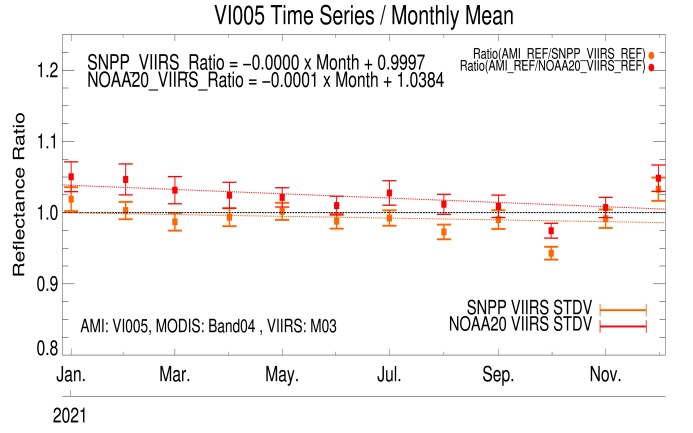 VI005 Time Series / Monthly Mean
SNPP_VIIRS_Ratio = −0.0000 x Month + 0.9997
NOAA20_VIIRS_Ratio = −0.0001 x Month + 1.0384
Ratio(AMI_REF/SNPP_VIIRS_REF)
Ratio(AMI_REF/NOAA20_VIIRS_REF)
Reflectance Ratio
1.2
1.1
1.0
0.9
0.8
AMI: VI005, MODIS: Band04 , VIIRS: M03
SNPP VIIRS STDV
NOAA20 VIIRS STDV
Jan. Mar. May. Jul. Sep. Nov.
2021